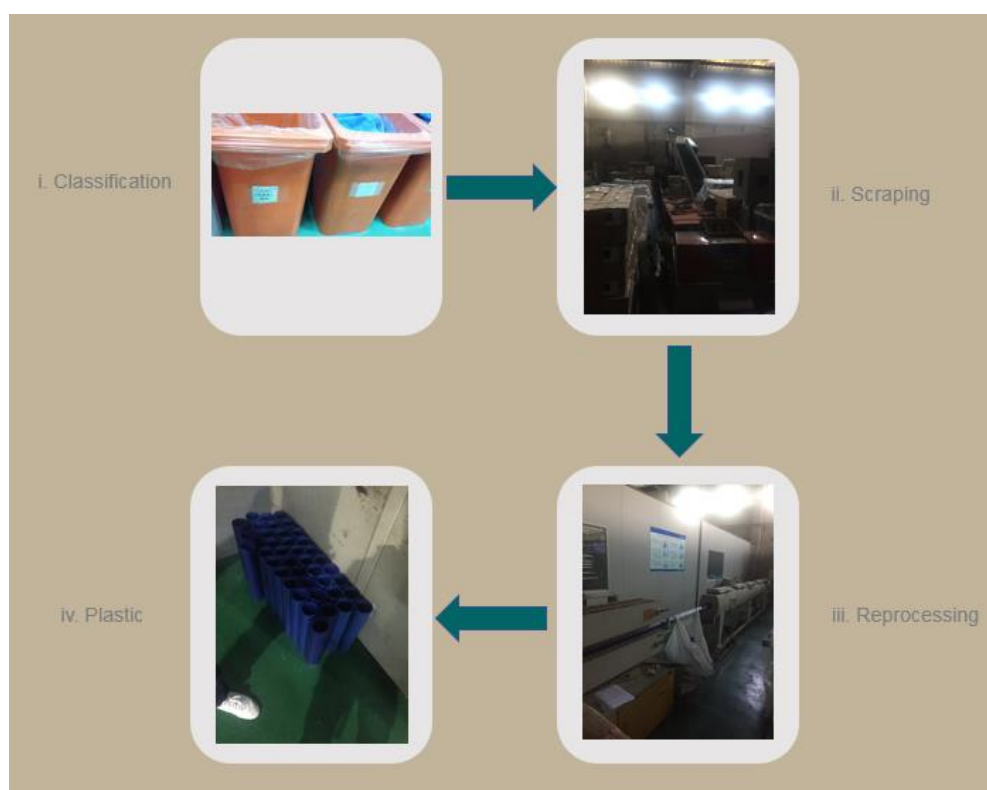 i. Classification
ii. Scraping
iv. Plastic
iii. Reprocessing